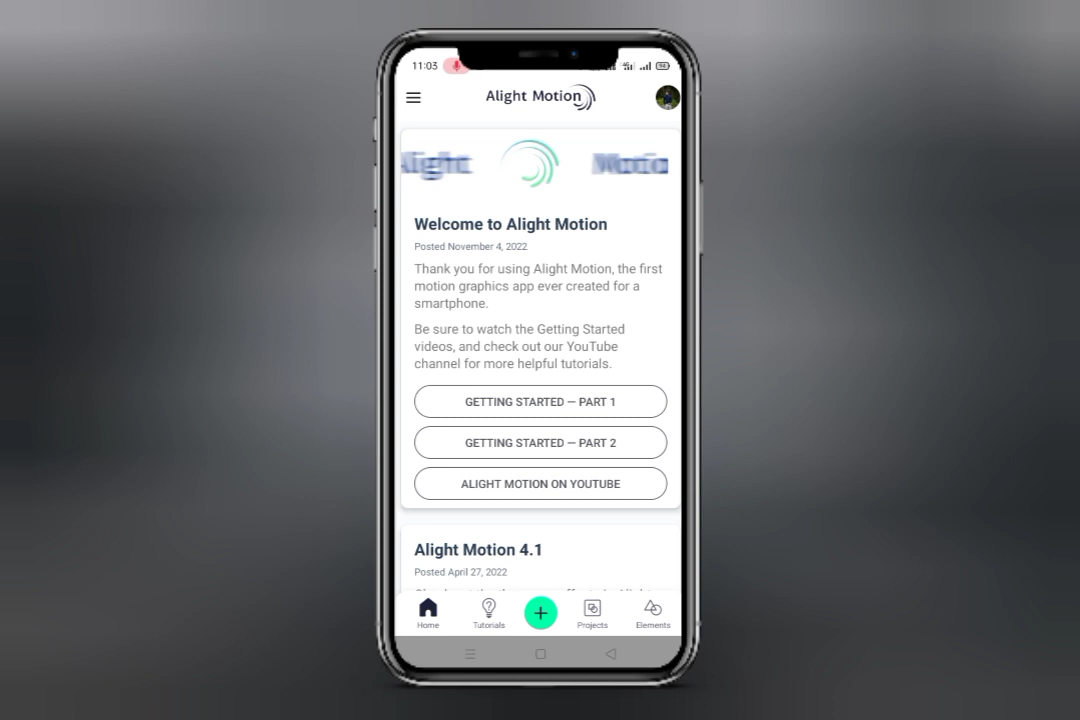 11:03
Alight Motion
Alight Motio
Welcome to Alight Motion
Posted November 4, 2022
Thank you for using Alight Motion, the first
motion graphics app ever created for a
smartphone.
Be sure to watch the Getting Started
videos, and check out our YouTube
channel for more helpful tutorials.
GETTING STARTED — PART 1
GETTING STARTED — PART 2
ALIGHT MOTION ON YOUTUBE
Alight Motion 4.1
Posted April 27, 2022
Home
Tutorials
Projects
Elements